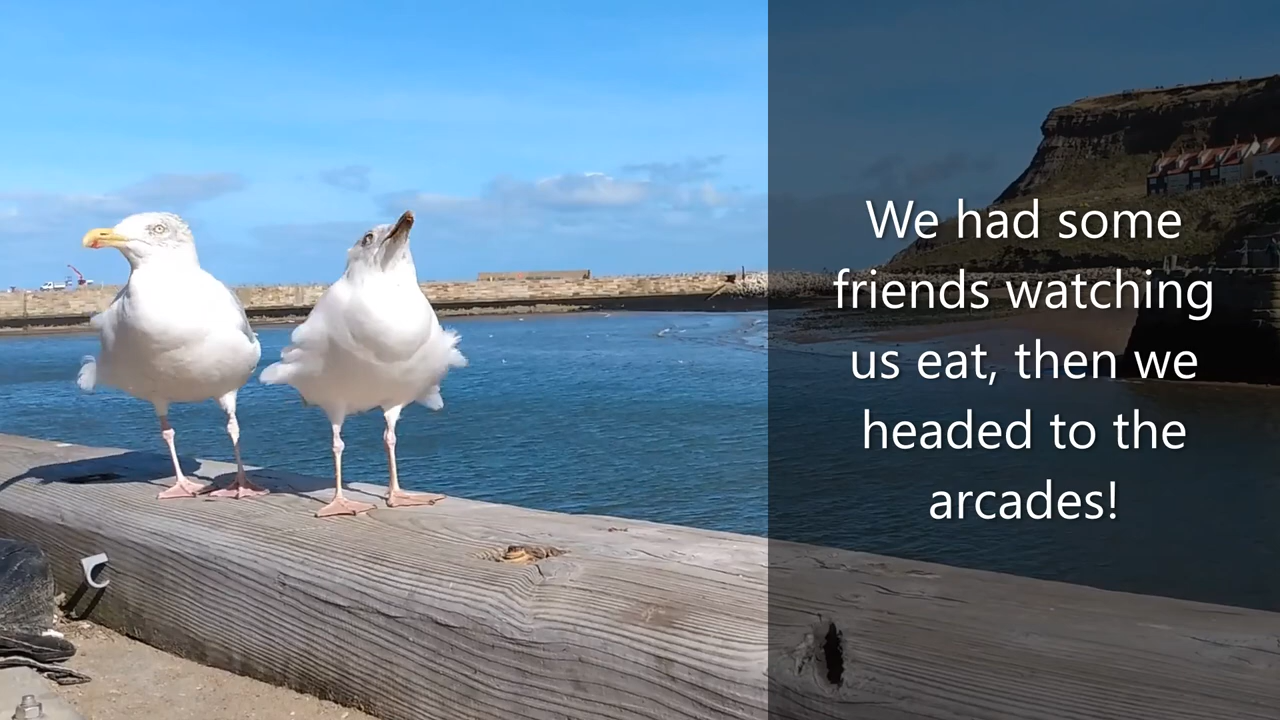 We had some
friends watching
us eat, then we
headed to the
arcades!